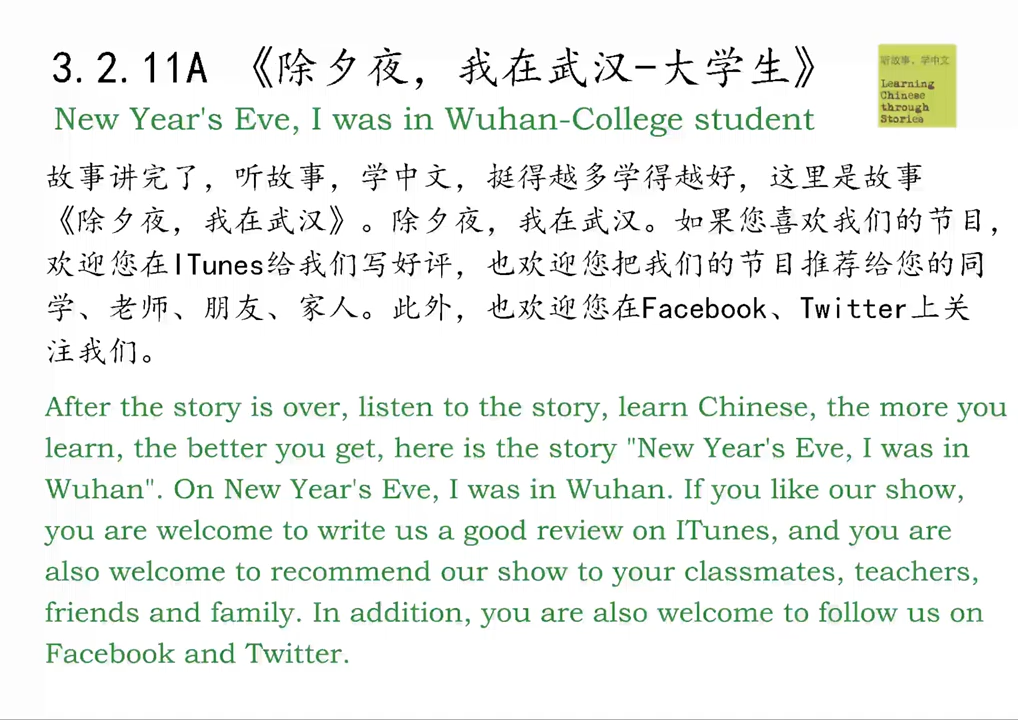 3.2.11A 《除夕夜，我在武汉-大学生》
New Year's Eve, I was in Wuhan-College student
听故事、学中文
Learning
Chinese
through
Stories
故事讲完了，听故事，学中文，挺得越多学得越好，这里是故事
《除夕夜，我在武汉》。除夕夜，我在武汉。如果您喜欢我们的节目，
欢迎您在ITunes给我们写好评，也欢迎您把我们的节目推荐给您的同
学、老师、朋友、家人。此外，也欢迎您在Facebook、Twitter上关
注我们。
After the story is over, listen to the story, learn Chinese, the more you
learn, the better you get, here is the story "New Year's Eve, I was in
Wuhan". On New Year's Eve, I was in Wuhan. If you like our show,
you are welcome to write us a good review on ITunes, and you are
also welcome to recommend our show to your classmates, teachers,
friends and family. In addition, you are also welcome to follow us on
Facebook and Twitter.